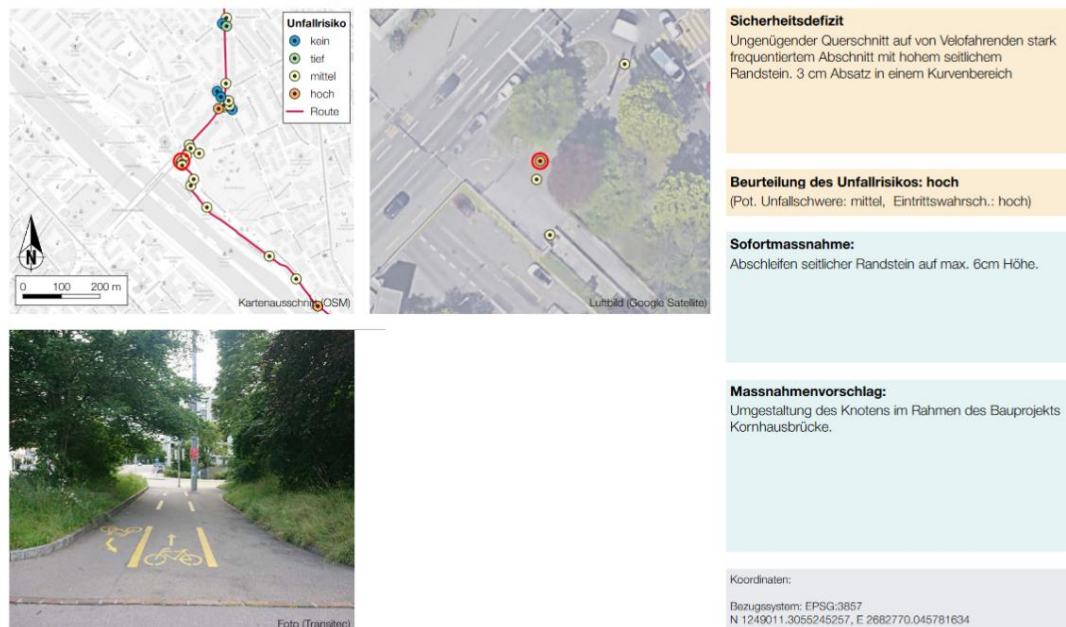 Unfallrisiko
kein
tief
mittel
hoch
Route
N
0 100 200 m
Kartenausschnitt (OSM)
Luftbild (Google Satellite)
Foto (Transitec)
Sicherheitsdefizit
Ungenügender Querschnitt auf von Velofahrenden stark
frequentiertem Abschnitt mit hohem seitlichem
Randstein. 3 cm Absatz in einem Kurvenbereich
Beurteilung des Unfallrisikos: hoch
(Pot. Unfallschwere: mittel, Eintrittswahrsch.: hoch)
Sofortmassnahme:
Abschleifen seitlicher Randstein auf max. 6cm Höhe.
Massnahmenvorschlag:
Umgestaltung des Knotens im Rahmen des Bauprojekts
Kornhausbrücke.
Koordinaten:
Bezugssystem: EPSG:3857
N 1249011.3055245257, E 2682770.045781634